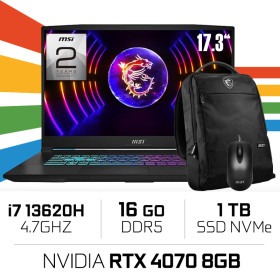 msi
2
17.3"
msi
i7 13620H
4.7GHZ
16 GO
DDR5
1 TB
SSD NVMe
NVIDIA RTX 4070 8GB